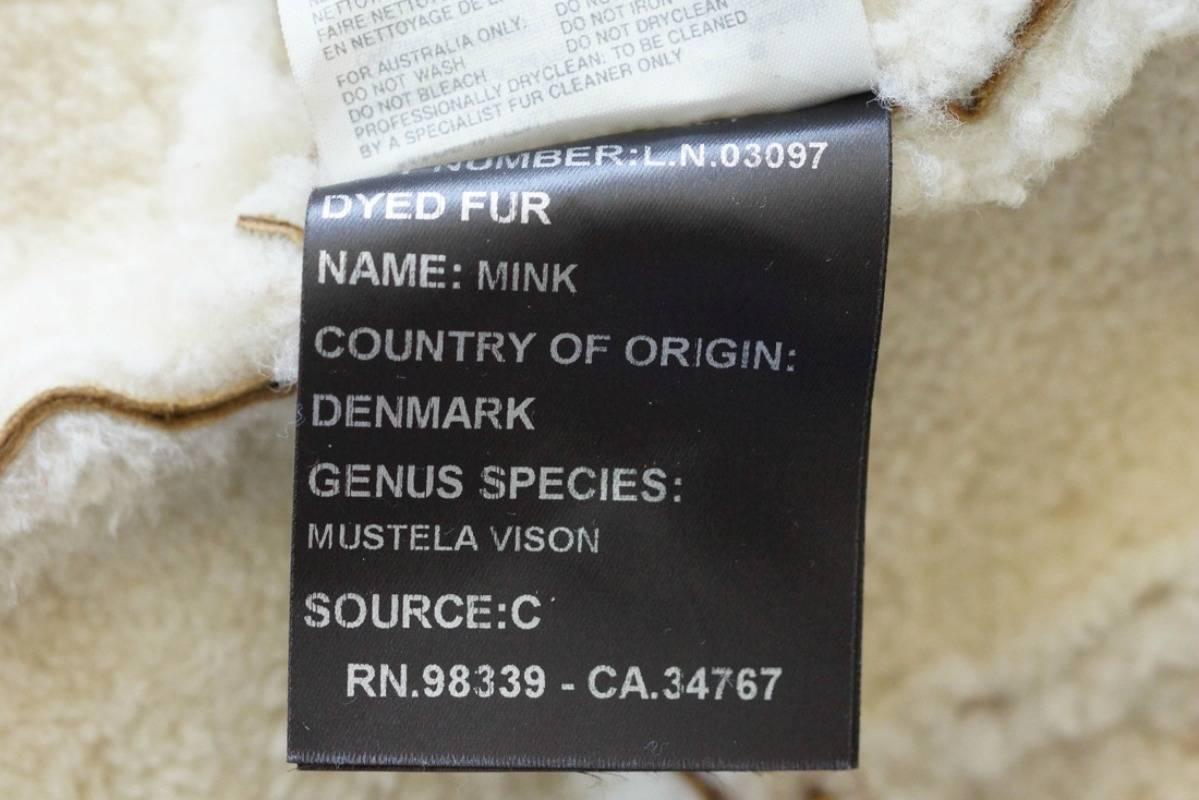 FAIRE NETTOY
EN NETTOYAGE DE
DO NOT IRON
FOR AUSTRALIA ONLY: DO NOT DRYCLEAN
DO NOT WASH
DO NOT BLEACH
PROFESSIONALLY DRYCLEAN: TO BE CLEANED
BY A SPECIALIST FUR CLEANER ONLY
NUMBER:L.N.03097
DYED FUR
NAME: MINK
COUNTRY OF ORIGIN:
DENMARK
GENUS SPECIES:
MUSTELA VISON
SOURCE:C
RN.98339 - CA.34767